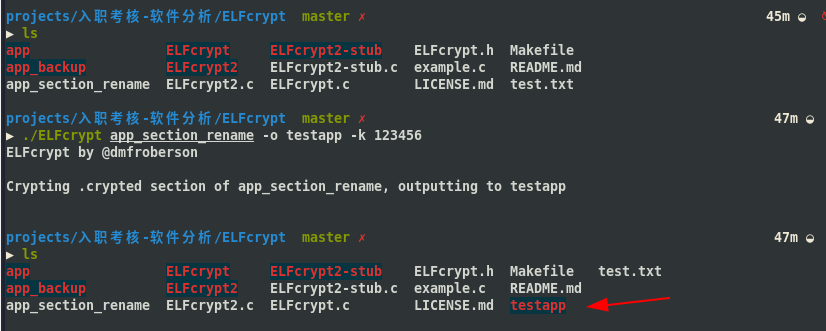 projects/入职考核-软件分析/ELFcrypt master ✗ 45m
▶ ls
app ELFcrypt ELFcrypt2-stub ELFcrypt.h Makefile
app_backup ELFcrypt2 ELFcrypt2-stub.c example.c README.md
app_section_rename ELFcrypt2.c ELFcrypt.c LICENSE.md test.txt
projects/入职考核-软件分析/ELFcrypt master ✗ 47m
▶ ./ELFcrypt app_section_rename -o testapp -k 123456
ELFcrypt by @dmfroberson
Crypting .crypted section of app_section_rename, outputting to testapp
projects/入职考核-软件分析/ELFcrypt master ✗ 47m
▶ ls
app ELFcrypt ELFcrypt2-stub ELFcrypt.h Makefile test.txt
app_backup ELFcrypt2 ELFcrypt2-stub.c example.c README.md
app_section_rename ELFcrypt2.c ELFcrypt.c LICENSE.md testapp